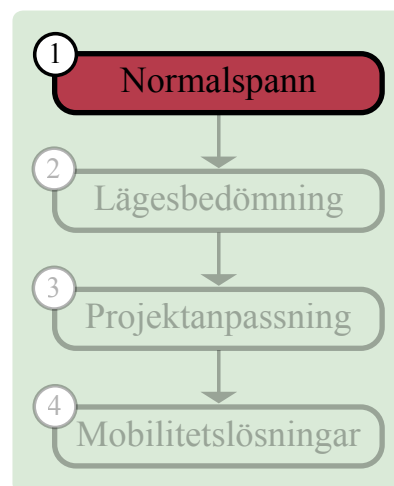 1
Normalspann
2
Lägesbedömning
3
Projektanpassning
4
Mobilitetslösningar